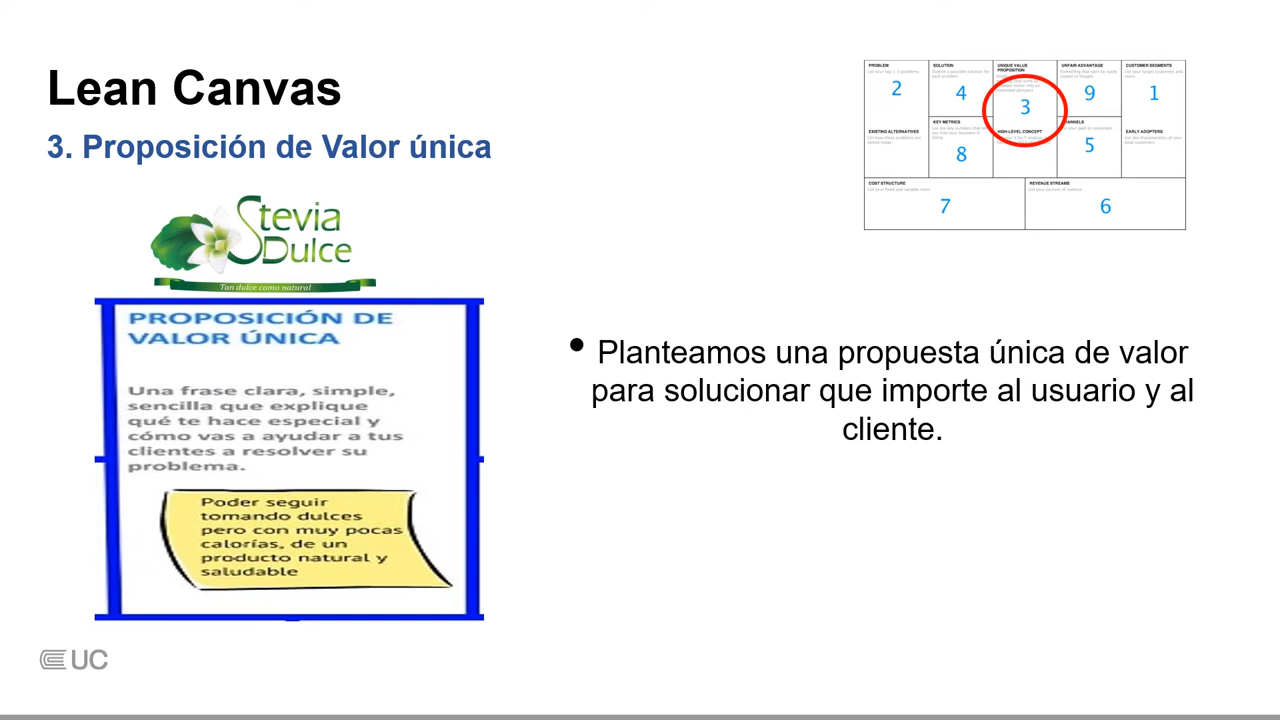 Lean Canvas
3. Proposición de Valor única
Stevia
Dulce
Tan dulce como natural
PROPOSICIÓN DE
VALOR ÚNICA
Una frase clara, simple,
sencilla que explique
qué te hace especial y
cómo vas a ayudar a tus
clientes a resolver su
problema.
Poder seguir
tomando dulces
pero con muy pocas
calorías, de un
producto natural y
saludable
UC
PROBLEM
2
EXISTING ALTERNATIVES
SOLUTION
4
KEY METRICS
8
UNIQUE VALUE
PROPOSITION
3
HIGH-LEVEL CONCEPT
UNFAIR ADVANTAGE
9
5
CUSTOMER SEGMENTS
1
EARLY ADOPTERS
COST STRUCTURE
7
REVENUE STREAMS
6
• Planteamos una propuesta única de valor
para solucionar que importe al usuario y al
cliente.